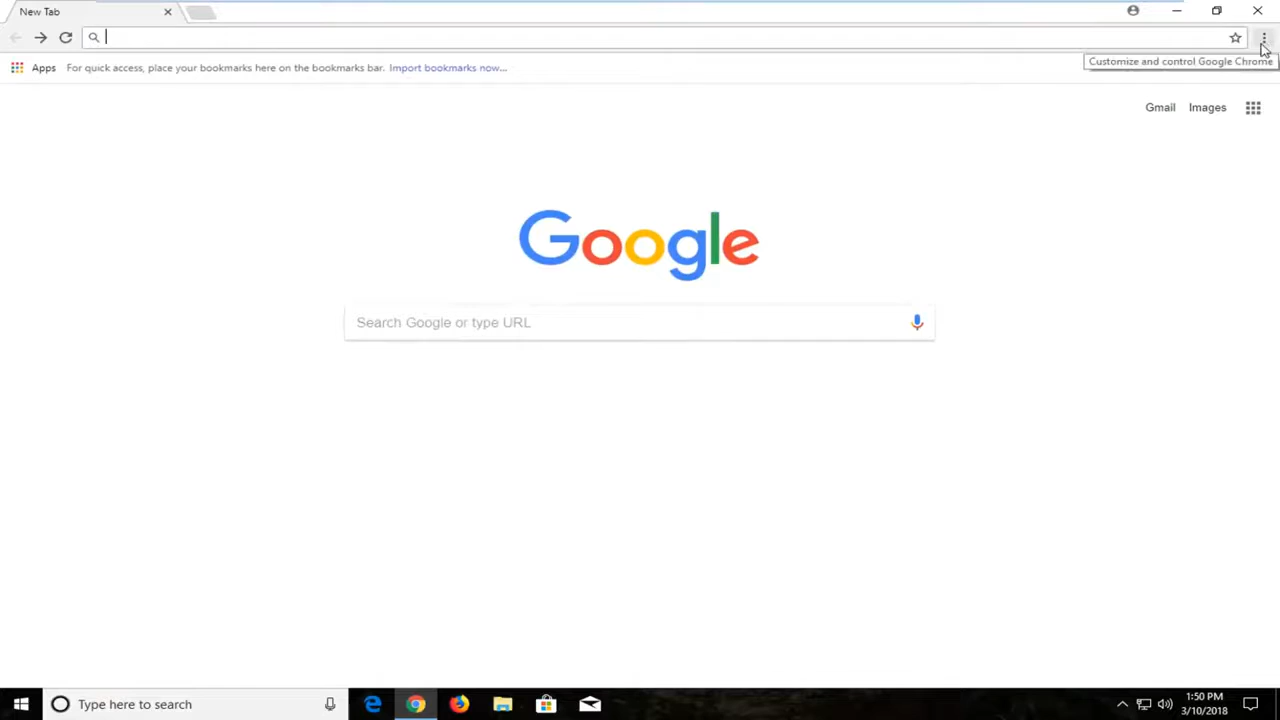 New Tab
Apps For quick access, place your bookmarks here on the bookmarks bar. Import bookmarks now...
Customize and control Google Chrome
Gmail Images
Google
Search Google or type URL
Type here to search
1:50 PM
3/10/2018